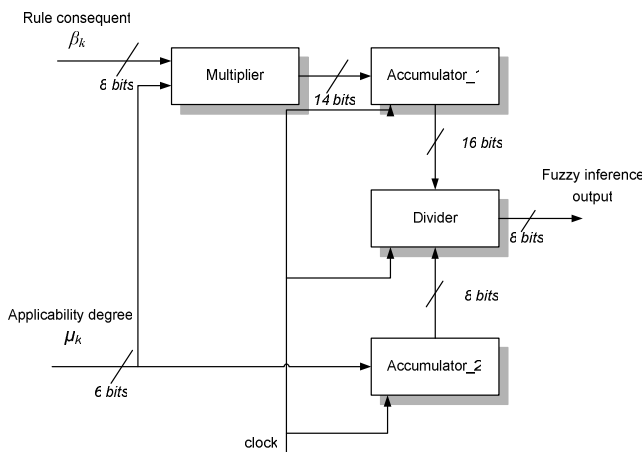 Rule consequent
βk
8 bits
Multiplier
14 bits
Accumulator_1
16 bits
Fuzzy inference
output
Divider
8 bits
8 bits
Applicability degree
μk
6 bits
Accumulator_2
clock